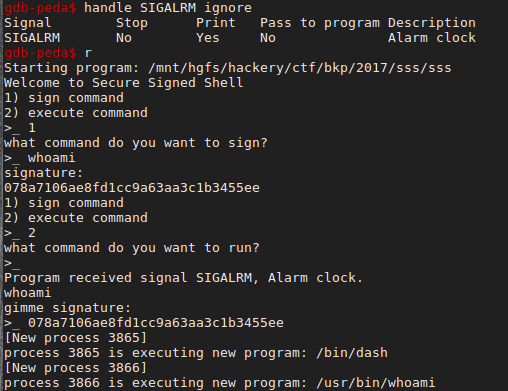 gdb-peda$ handle SIGALRM ignore
Signal        Stop      Print   Pass to program Description
SIGALRM       No        Yes     No              Alarm clock
gdb-peda$ r
Starting program: /mnt/hgfs/hackery/ctf/bkp/2017/sss/sss
Welcome to Secure Signed Shell
1) sign command
2) execute command
>_ 1
what command do you want to sign?
>_ whoami
signature:
078a7106ae8fd1cc9a63aa3c1b3455ee
1) sign command
2) execute command
>_ 2
what command do you want to run?
>_
Program received signal SIGALRM, Alarm clock.
whoami
gimme signature:
>_ 078a7106ae8fd1cc9a63aa3c1b3455ee
[New process 3865]
process 3865 is executing new program: /bin/dash
[New process 3866]
process 3866 is executing new program: /usr/bin/whoami